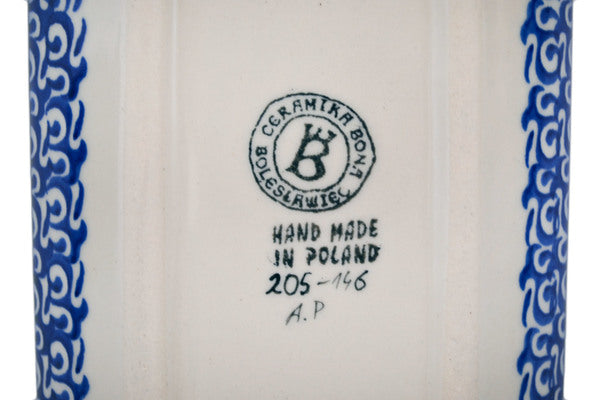 CERAMIKA BONA
BOLESŁAWIEC
B
HAND MADE
IN POLAND
205-146
A.P